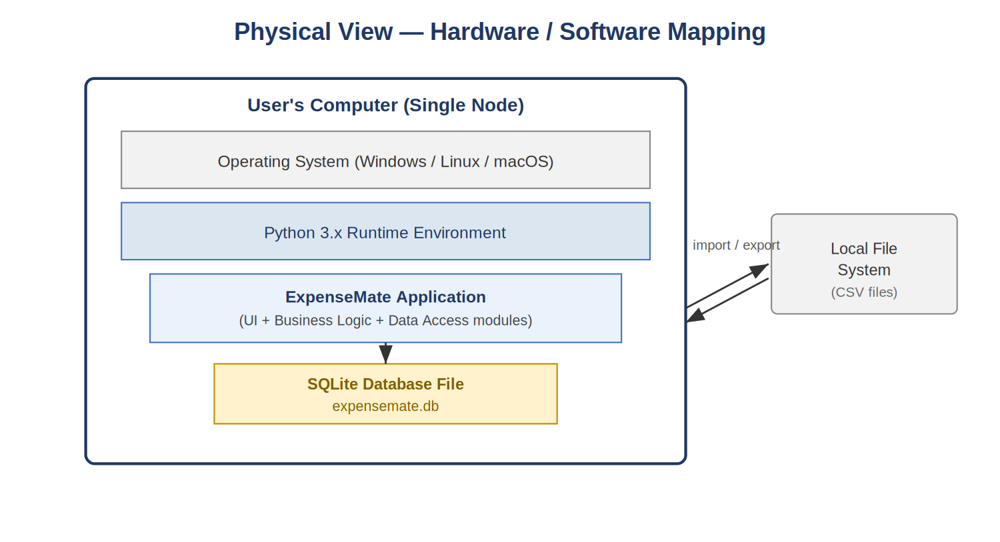 Physical View — Hardware / Software Mapping
User's Computer (Single Node)
Operating System (Windows / Linux / macOS)
Python 3.x Runtime Environment
ExpenseMate Application
(UI + Business Logic + Data Access modules)
SQLite Database File
expensemate.db
import / export
Local File
System
(CSV files)